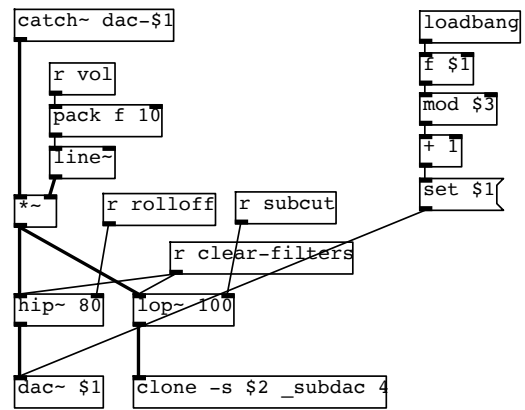 catch~ dac-$1
loadbang
r vol
f $1
pack f 10
mod $3
line~
+ 1
set $1
*~
r rolloff
r subcut
r clear-filters
hip~ 80
lop~ 100
dac~ $1
clone -s $2 _subdac 4